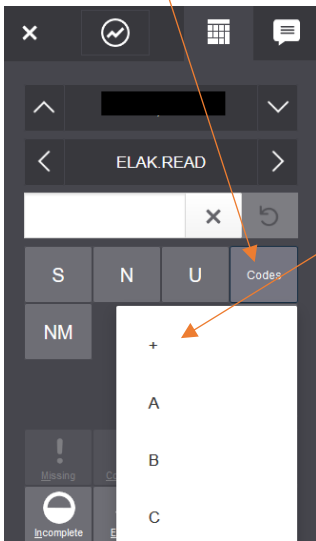 ELAK.READ
S N U Codes
NM
+
A
B
C
Missing
Incomplete